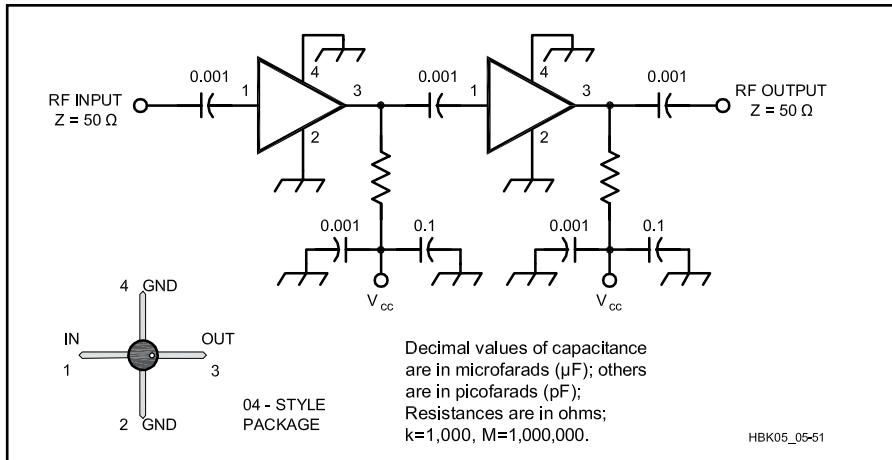 4
4
0.001
3
0.001
3
0.001
1
1
RF INPUT
Z = 50 Ω
RF OUTPUT
Z = 50 Ω
2
2
0.001
0.1
0.001
0.1
Vcc
Vcc
4
GND
IN
OUT
1
3
2
GND
04 - STYLE
PACKAGE
Decimal values of capacitance
are in microfarads (µF); others
are in picofarads (pF);
Resistances are in ohms;
k=1,000, M=1,000,000.
HBK05_05-51